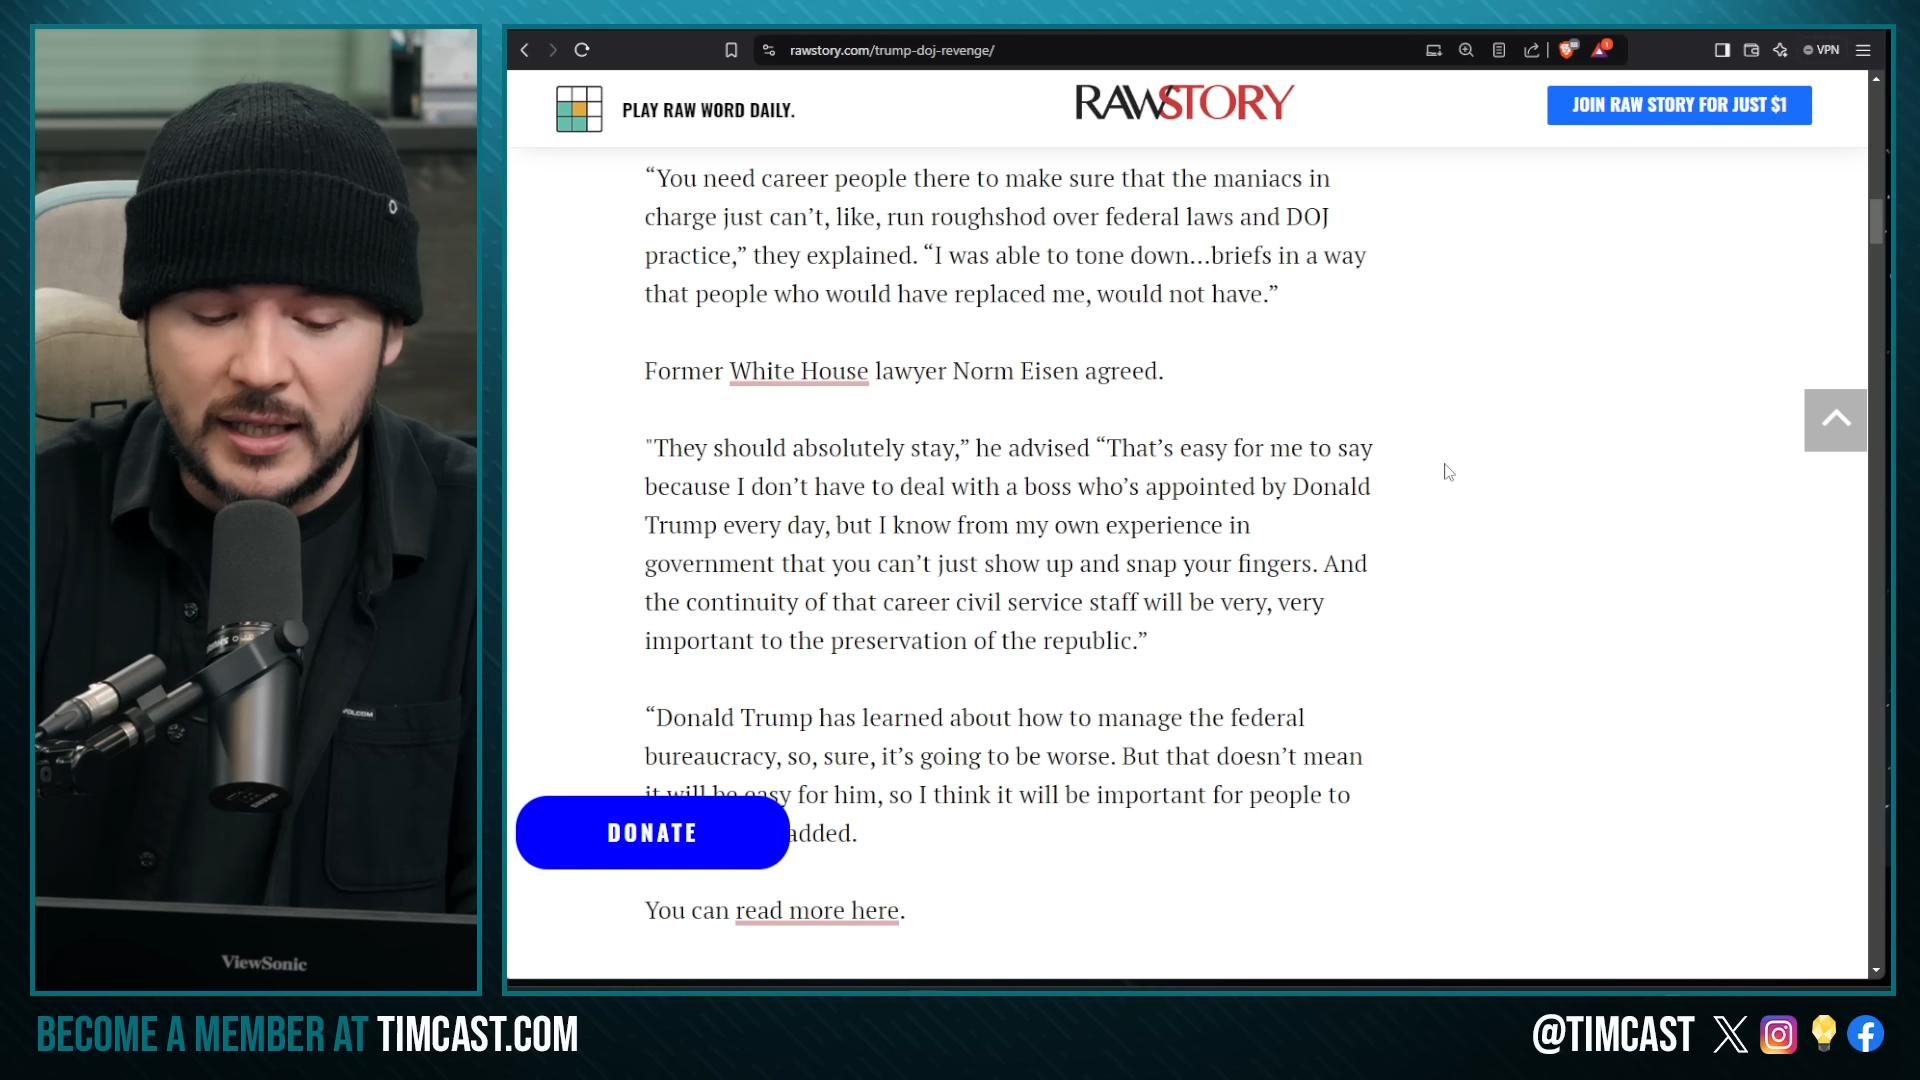 rawstory.com/trump-doj-revenge/
VPN
PLAY RAW WORD DAILY.
RAWSTORY
JOIN RAW STORY FOR JUST $1
“You need career people there to make sure that the maniacs in
charge just can’t, like, run roughshod over federal laws and DOJ
practice,” they explained. “I was able to tone down...briefs in a way
that people who would have replaced me, would not have.”
Former White House lawyer Norm Eisen agreed.
"They should absolutely stay,” he advised “That’s easy for me to say
because I don’t have to deal with a boss who’s appointed by Donald
Trump every day, but I know from my own experience in
government that you can’t just show up and snap your fingers. And
the continuity of that career civil service staff will be very, very
important to the preservation of the republic.”
“Donald Trump has learned about how to manage the federal
bureaucracy, so, sure, it’s going to be worse. But that doesn’t mean
it will be easy for him, so I think it will be important for people to
added.
DONATE
You can read more here.
VOLCOM
ViewSonic
BECOME A MEMBER AT TIMCAST.COM
@TIMCAST